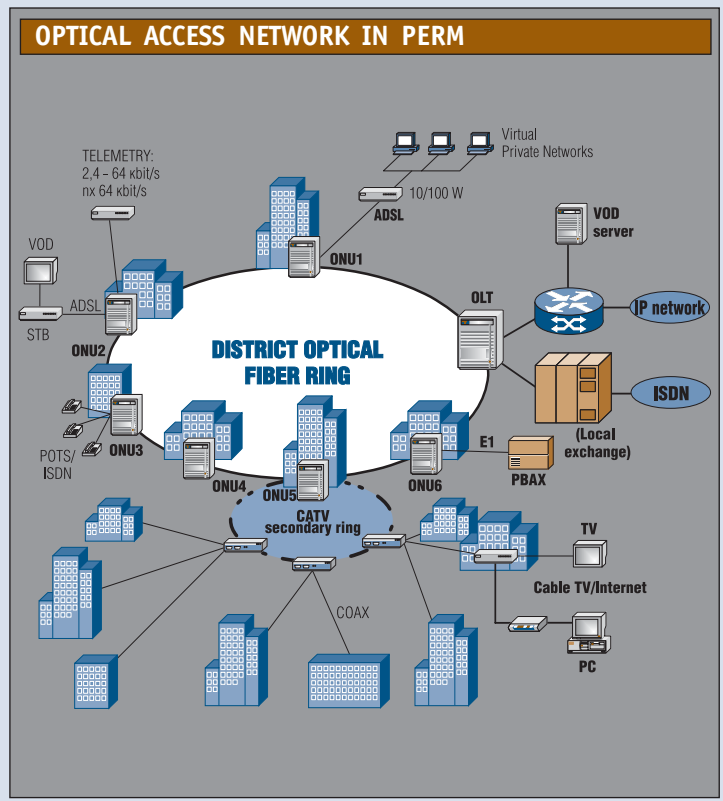 OPTICAL ACCESS NETWORK IN PERM
Virtual
Private Networks
TELEMETRY:
2,4 – 64 кbit/s
nx 64 кbit/s
10/100 W
ADSL
VOD
server
VOD
ONU1
OLT
ADSL
IP network
STB
ONU2
DISTRICT OPTICAL
FIBER RING
ISDN
(Local
exchange)
POTS/
ISDN
ONU3
E1
ONU4
ONU5
ONU6
PBAX
CATV
secondary ring
TV
Cable TV/Internet
COAX
PC